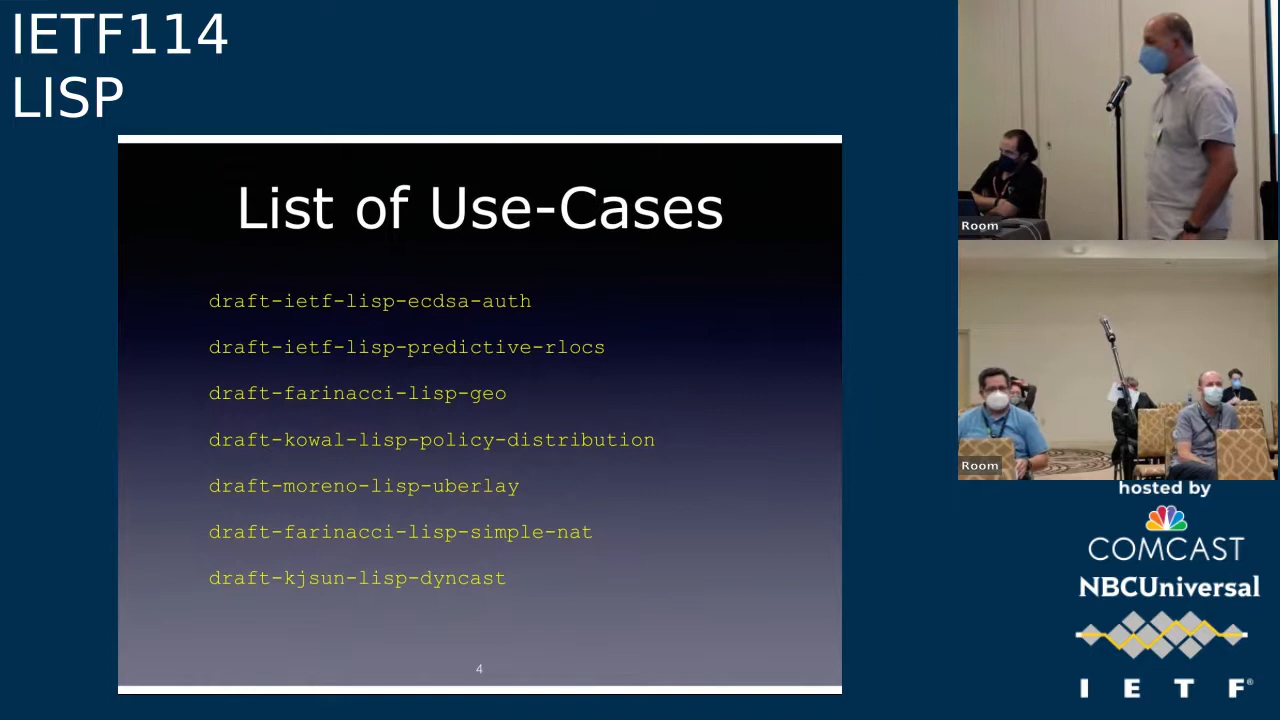 IETF114
LISP
List of Use-Cases
draft-ietf-lisp-ecdsa-auth
draft-ietf-lisp-predictive-rlocs
draft-farinacci-lisp-geo
draft-kowal-lisp-policy-distribution
draft-moreno-lisp-uberlay
draft-farinacci-lisp-simple-nat
draft-kjsun-lisp-dyncast
4
Room
Room
hosted by
COMCAST
NBCUniversal
I E T F®